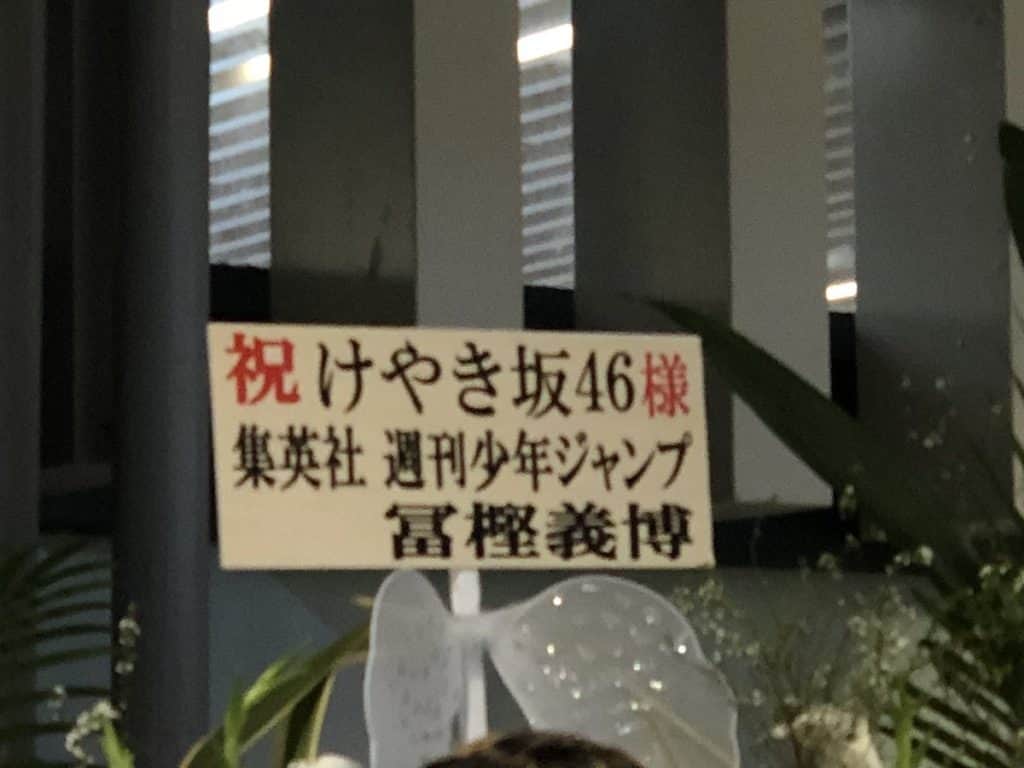 祝 けやき坂46様
集英社 週刊少年ジャンプ
冨樫義博